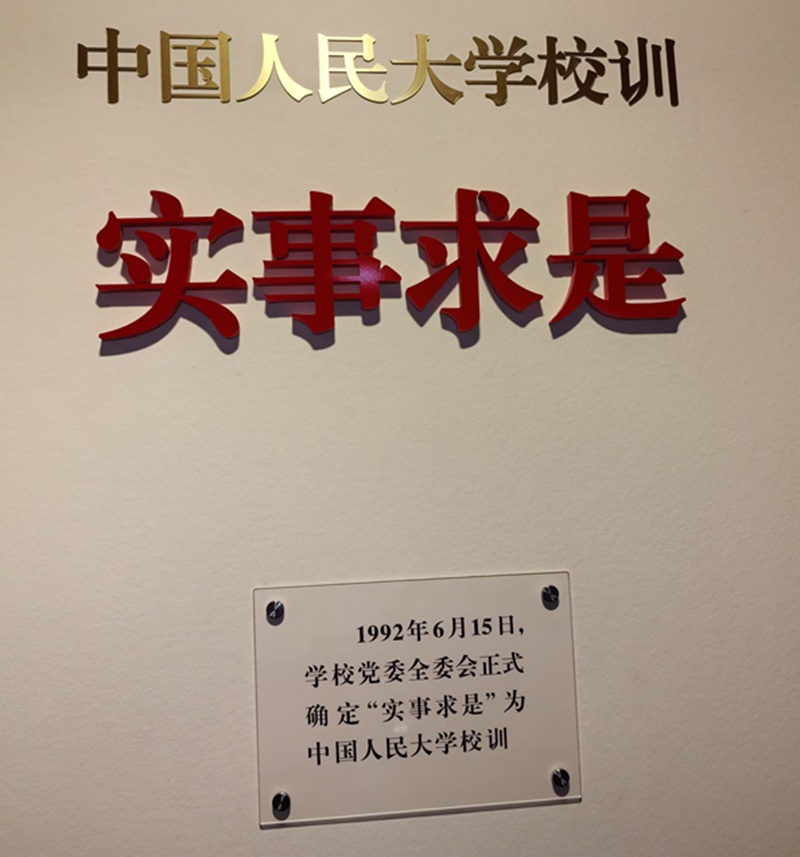 中国人民大学校训
实事求是
1992年6月15日，
学校党委全委会正式
确定“实事求是”为
中国人民大学校训